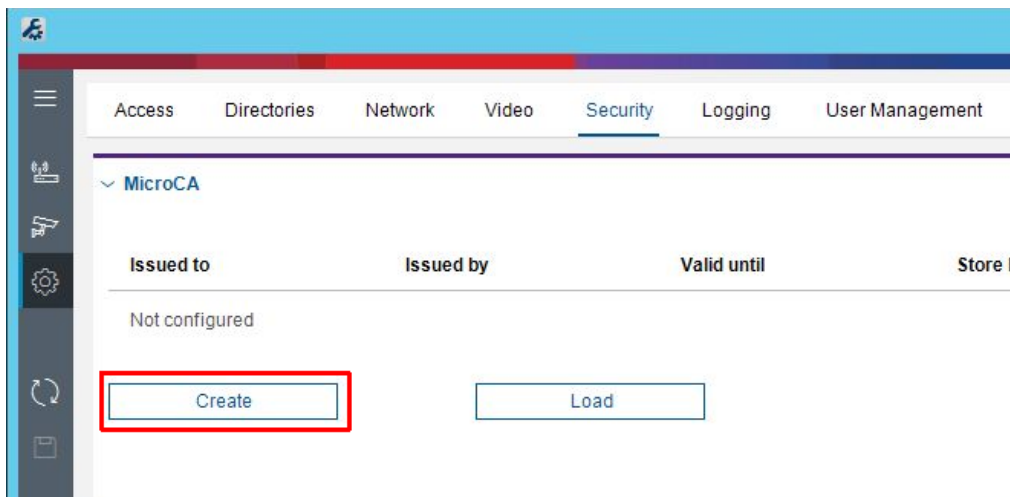 Access Directories Network Video Security Logging User Management
MicroCA
Issued to Issued by Valid until Store
Not configured
Create Load